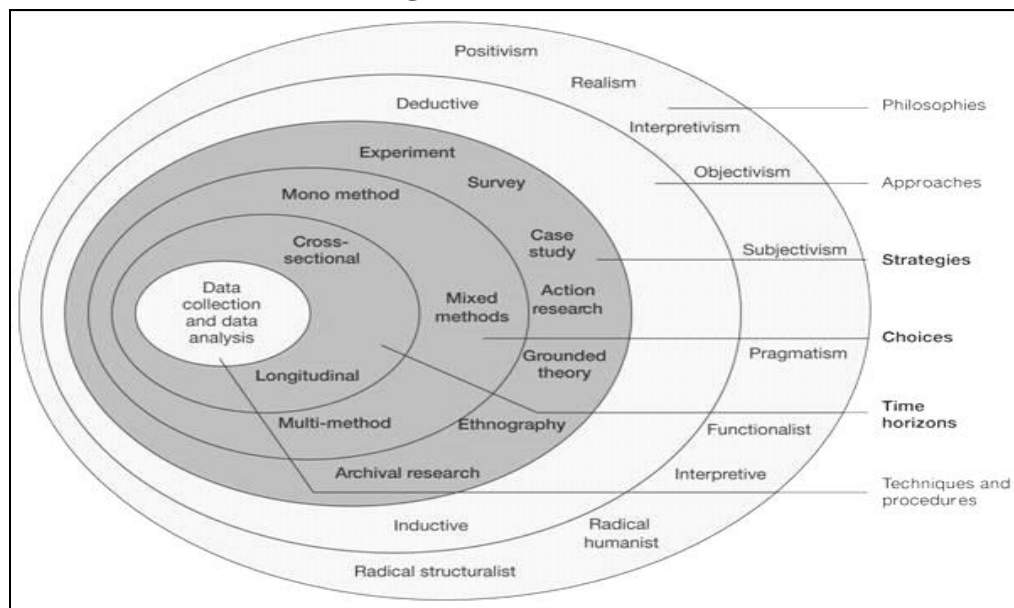 Positivism
Realism
Philosophies
Deductive
Interpretivism
Experiment
Objectivism
Approaches
Survey
Mono method
Case
study
Subjectivism
Strategies
Cross-
sectional
Data
collection
and data
analysis
Mixed
methods
Action
research
Choices
Pragmatism
Grounded
theory
Longitudinal
Time
horizons
Multi-method
Ethnography
Functionalist
Archival research
Interpretive
Techniques and
procedures
Inductive
Radical
humanist
Radical structuralist